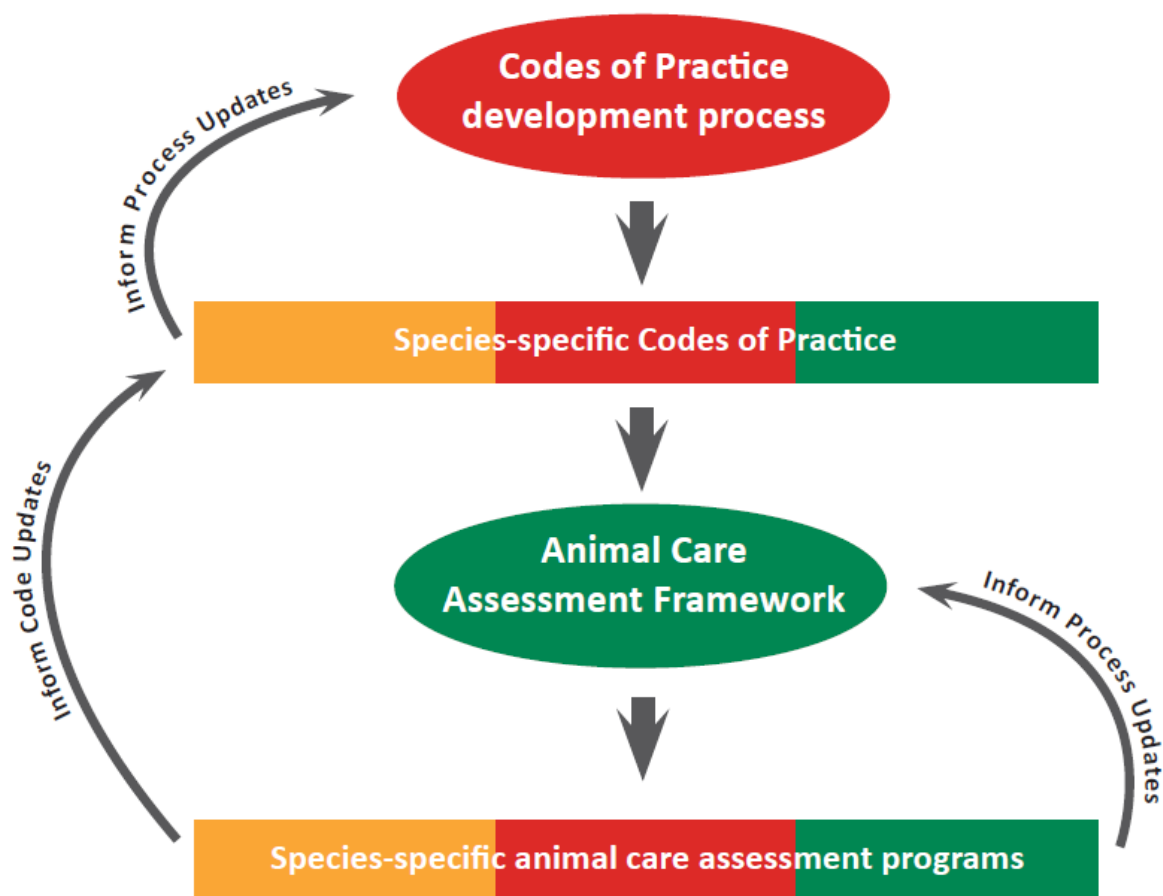 Codes of Practice
development process
Inform Process Updates
Species-specific Codes of Practice
Inform Code Updates
Animal Care
Assessment Framework
Inform Process Updates
Species-specific animal care assessment programs